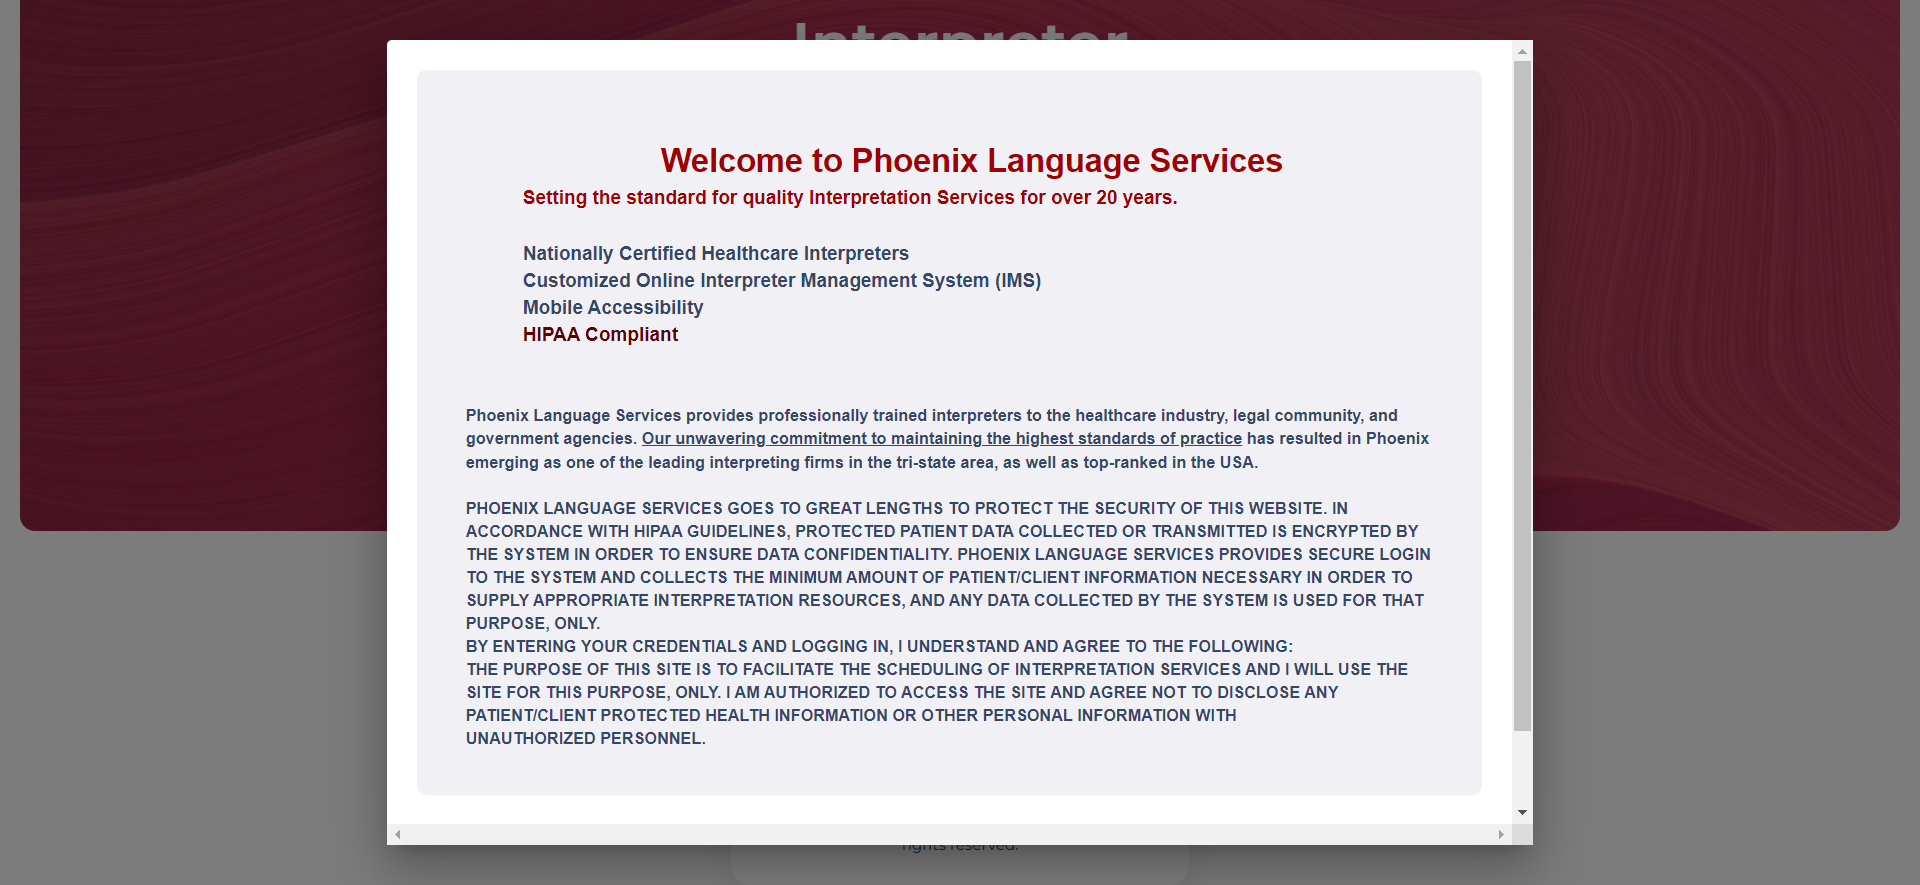 Interpreter
Welcome to Phoenix Language Services
Setting the standard for quality Interpretation Services for over 20 years.
Nationally Certified Healthcare Interpreters
Customized Online Interpreter Management System (IMS)
Mobile Accessibility
HIPAA Compliant
Phoenix Language Services provides professionally trained interpreters to the healthcare industry, legal community, and
government agencies. Our unwavering commitment to maintaining the highest standards of practice has resulted in Phoenix
emerging as one of the leading interpreting firms in the tri-state area, as well as top-ranked in the USA.
PHOENIX LANGUAGE SERVICES GOES TO GREAT LENGTHS TO PROTECT THE SECURITY OF THIS WEBSITE. IN
ACCORDANCE WITH HIPAA GUIDELINES, PROTECTED PATIENT DATA COLLECTED OR TRANSMITTED IS ENCRYPTED BY
THE SYSTEM IN ORDER TO ENSURE DATA CONFIDENTIALITY. PHOENIX LANGUAGE SERVICES PROVIDES SECURE LOGIN
TO THE SYSTEM AND COLLECTS THE MINIMUM AMOUNT OF PATIENT/CLIENT INFORMATION NECESSARY IN ORDER TO
SUPPLY APPROPRIATE INTERPRETATION RESOURCES, AND ANY DATA COLLECTED BY THE SYSTEM IS USED FOR THAT
PURPOSE, ONLY.
BY ENTERING YOUR CREDENTIALS AND LOGGING IN, I UNDERSTAND AND AGREE TO THE FOLLOWING:
THE PURPOSE OF THIS SITE IS TO FACILITATE THE SCHEDULING OF INTERPRETATION SERVICES AND I WILL USE THE
SITE FOR THIS PURPOSE, ONLY. I AM AUTHORIZED TO ACCESS THE SITE AND AGREE NOT TO DISCLOSE ANY
PATIENT/CLIENT PROTECTED HEALTH INFORMATION OR OTHER PERSONAL INFORMATION WITH
UNAUTHORIZED PERSONNEL.
rights reserved.